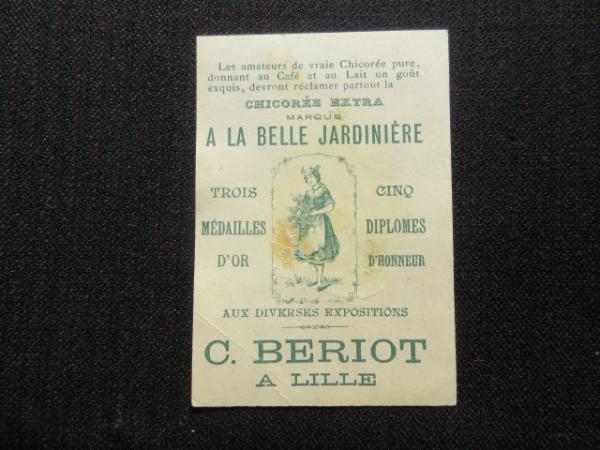 Les amateurs de vraie Chicorée pure,
donnant au Café et au Lait un goût
exquis, devront réclamer partout la
CHICORÉE EXTRA
MARQUE
A LA BELLE JARDINIÈRE
TROIS
MÉDAILLES
D'OR
CINQ
DIPLOMES
D'HONNEUR
AUX DIVERSES EXPOSITIONS
C. BERIOT
A LILLE